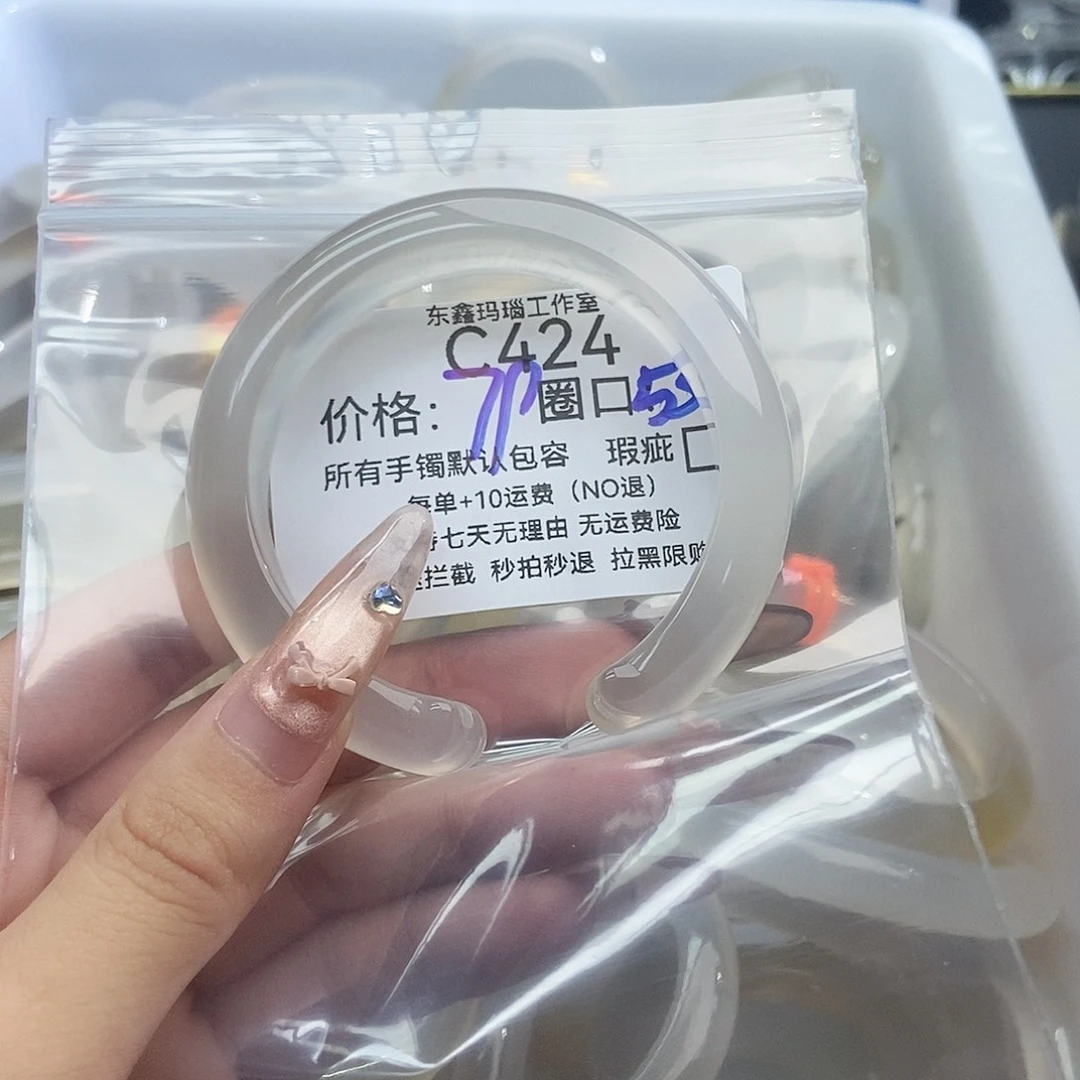 东鑫玛瑙工作室
C424
价格: 圈口
所有手镯默认包容 瑕疵
每单+10运费（NO退）
七天无理由 无运费险
拦截 秒拍秒退 拉黑限购